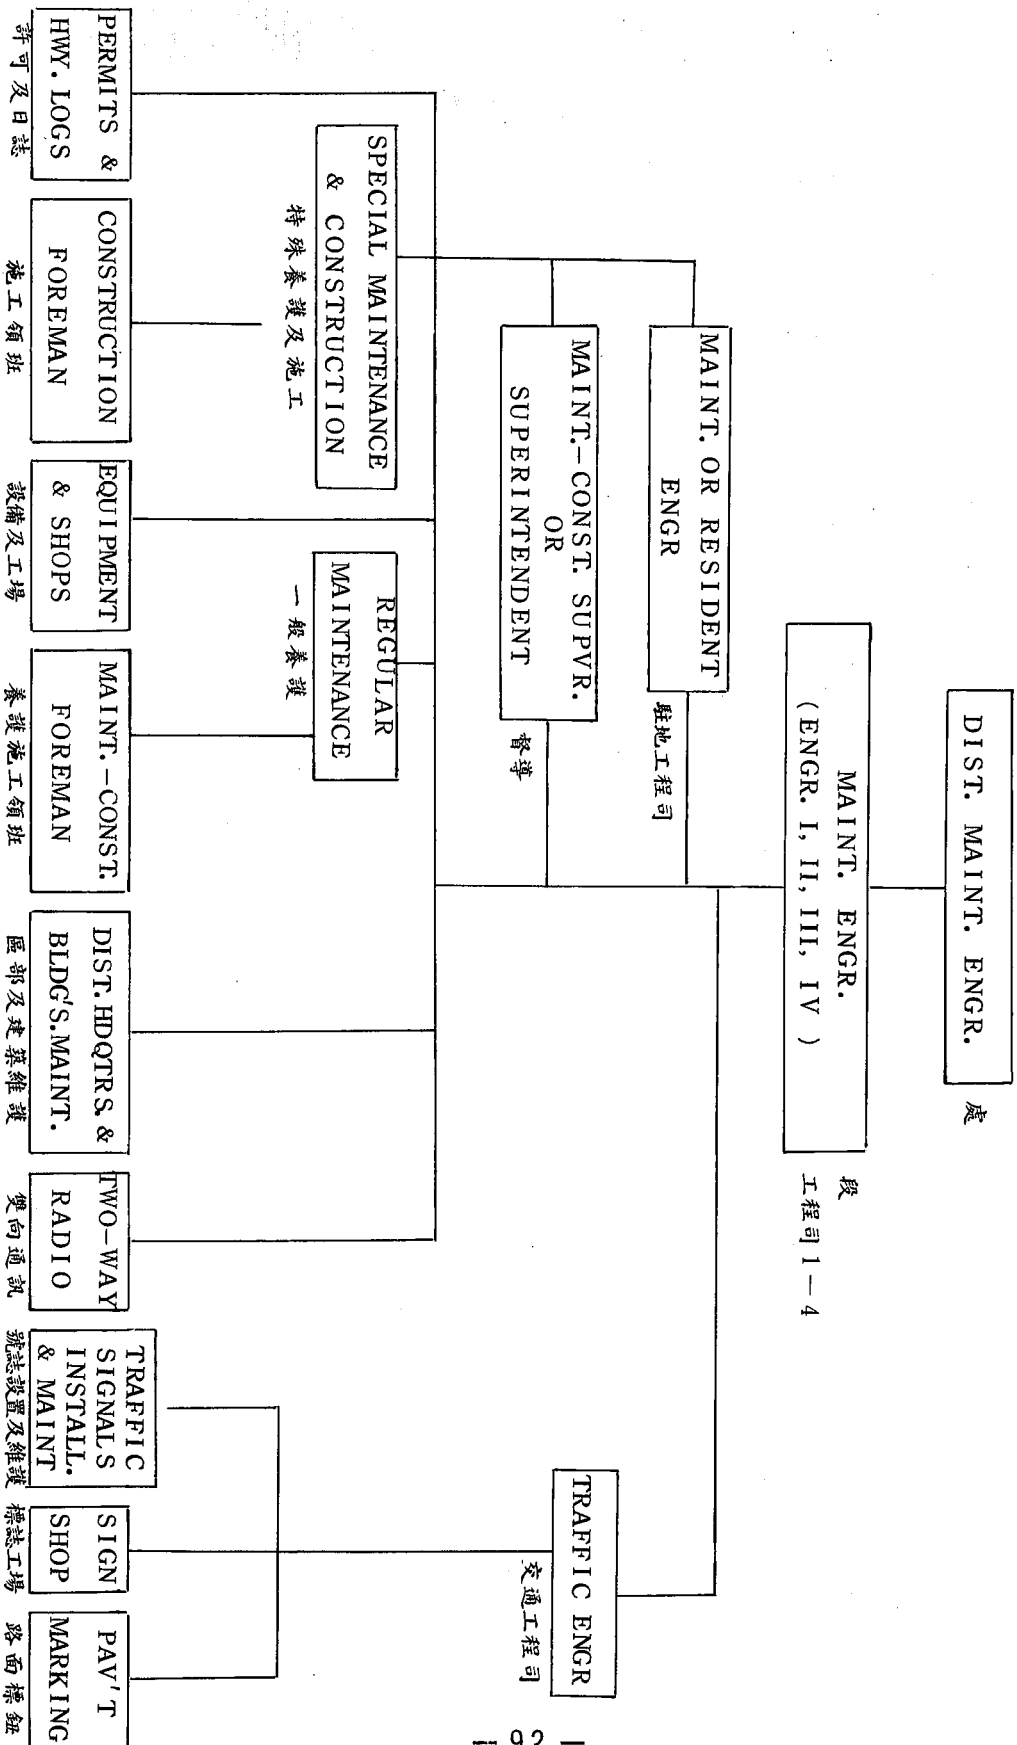 DIST. MAINT. ENGR.
處
MAINT. ENGR.
(ENGR. I, II, III, IV)
段
工程司 1—4
MAINT. OR RESIDENT
ENGR
駐地工程司
MAINT.-CONST. SUPVR.
OR
SUPERINTENDENT
督導
TRAFFIC ENGR
交通工程司
SPECIAL MAINTENANCE
& CONSTRUCTION
特殊養護及施工
REGULAR
MAINTENANCE
一般養護
PERMITS &
HWY. LOGS
許可及日誌
CONSTRUCTION
FOREMAN
施工領班
EQUIPMENT
& SHOPS
設備及工場
MAINT.-CONST.
FOREMAN
養護施工領班
DIST. HDQTRS. &
BLDG'S. MAINT.
區部及建築維護
TWO-WAY
RADIO
雙向通訊
TRAFFIC
SIGNALS
INSTALL.
& MAINT
號誌設置及維護
SIGN
SHOP
標誌工場
PAV'T
MARKING
路面標鈕
— 92 —